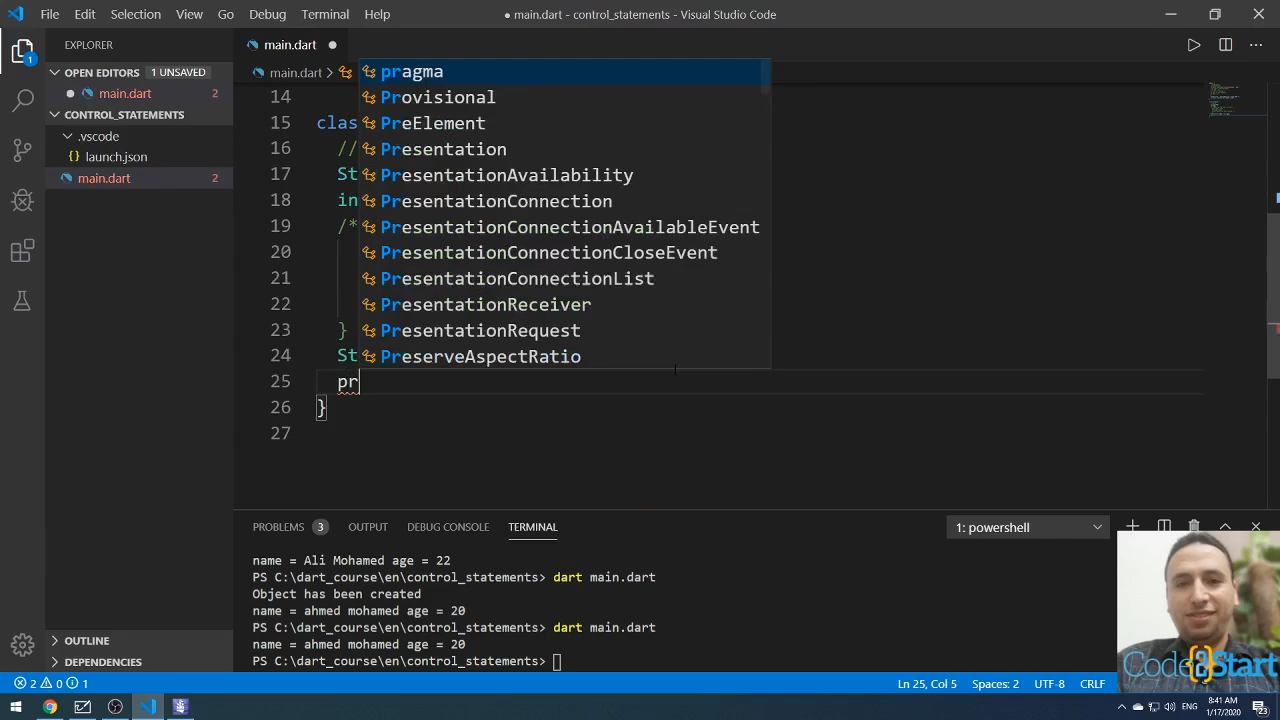 File Edit Selection View Go Debug Terminal Help
● main.dart - control_statements - Visual Studio Code
EXPLORER
OPEN EDITORS 1 UNSAVED
main.dart 2
CONTROL_STATEMENTS
.vscode
{} launch.json
main.dart 2
OUTLINE
DEPENDENCIES
1
main.dart
main.dart >
14
15 clas
16 //
17 St
18 in
19 /*
20
21
22
23 }
24 St
25 pr
26 }
27
pragma
Provisional
PreElement
Presentation
PresentationAvailability
PresentationConnection
PresentationConnectionAvailableEvent
PresentationConnectionCloseEvent
PresentationConnectionList
PresentationReceiver
PresentationRequest
PreserveAspectRatio
PROBLEMS 3 OUTPUT DEBUG CONSOLE TERMINAL
1: powershell
name = Ali Mohamed age = 22
PS C:\dart_course\en\control_statements> dart main.dart
Object has been created
name = ahmed mohamed age = 20
PS C:\dart_course\en\control_statements> dart main.dart
name = ahmed mohamed age = 20
PS C:\dart_course\en\control_statements>
Code{2}Start
2 0 1
Ln 25, Col 5 Spaces: 2 UTF-8 CRLF
ENG
8:41 AM
1/17/2020
23